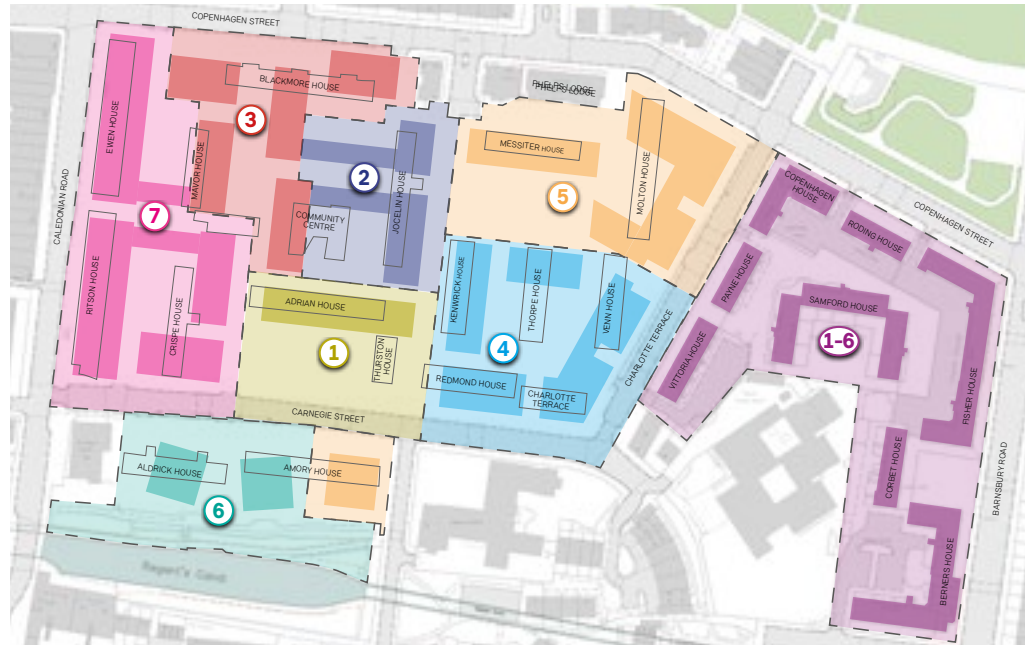 COPENHAGEN STREET
CALEDONIAN ROAD
EWEN HOUSE
BLACKMORE HOUSE
3
MAVOR HOUSE
7
2
JOCELIN HOUSE
COMMUNITY
CENTRE
RITSON HOUSE
CRISPE HOUSE
ADRIAN HOUSE
1
THURSTON
HOUSE
CARNEGIE STREET
PHELPS LODGE
PHELPS LODGE
MESSITER HOUSE
5
MOLTON HOUSE
KENWRICK HOUSE
THORPE HOUSE
VENN HOUSE
4
REDMOND HOUSE
CHARLOTTE
TERRACE
CHARLOTTE TERRACE
COPENHAGEN
HOUSE
RODING HOUSE
COPENHAGEN STREET
PAYNE HOUSE
SAMFORD HOUSE
1-6
VITTORIA HOUSE
FISHER HOUSE
CORBET HOUSE
BARNSBURY ROAD
BERNERS HOUSE
ALDRICK HOUSE
AMORY HOUSE
6
Regent's Canal